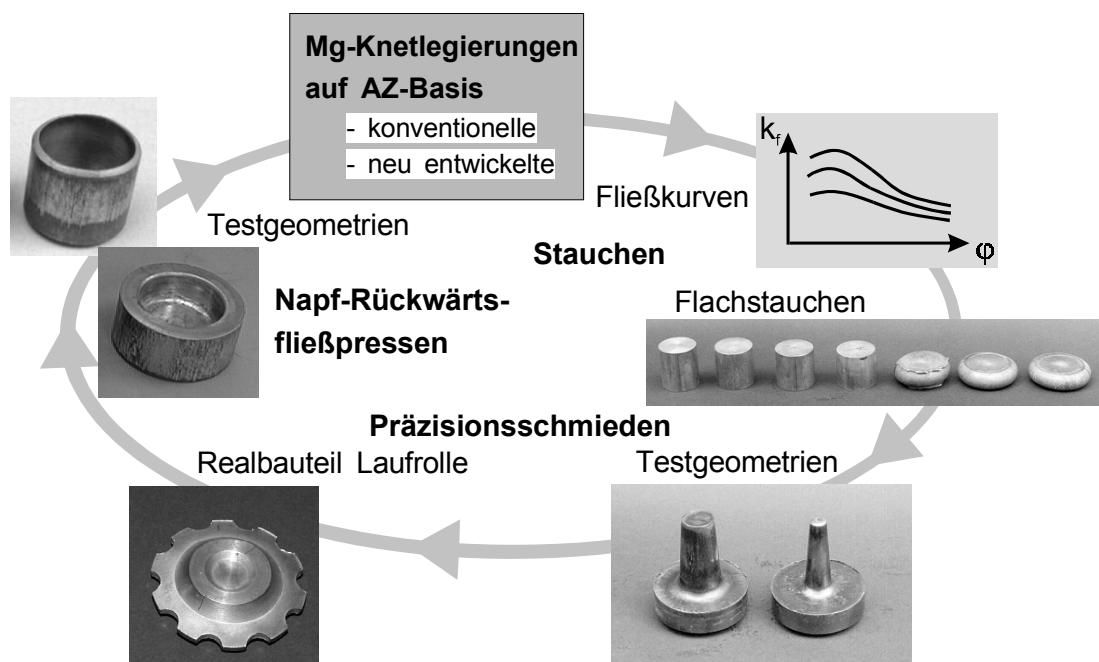 Mg-Knetlegierungen
auf AZ-Basis
- konventionelle
- neu entwickelte
kf
φ
Fließkurven
Testgeometrien
Stauchen
Napf-Rückwärts-
fließpressen
Flachstauchen
Präzisionsschmieden
Realbauteil Laufrolle
Testgeometrien